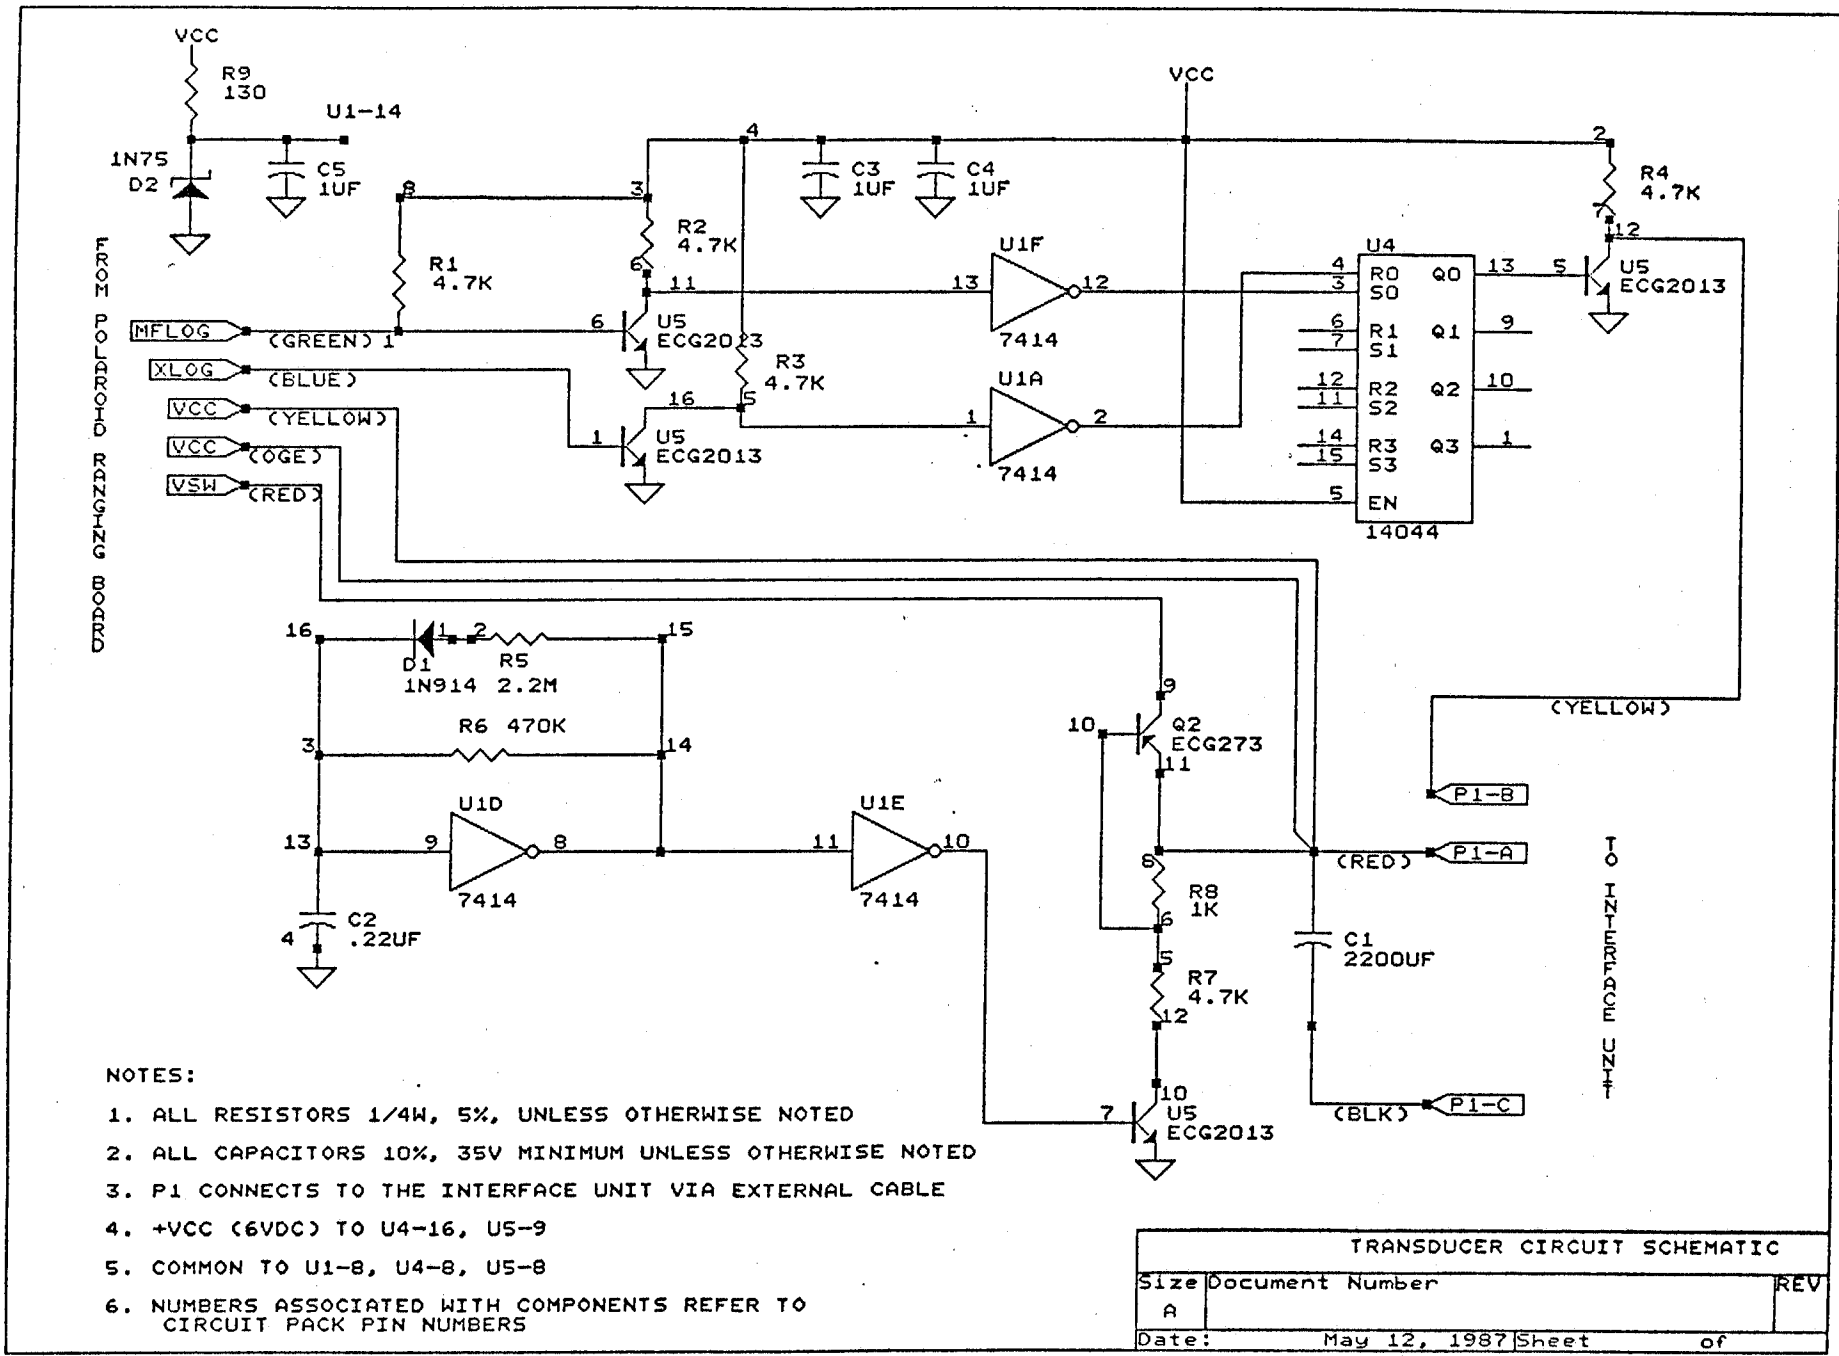 VCC
R9
130
U1-14
1N75
D2
C5
1UF
FROM POLAROID RANGING BOARD
8
3
4
R1
4.7K
R2
4.7K
6
11
C3
1UF
C4
1UF
VCC
2
R4
4.7K
7
12
U1F
13
12
7414
U4
4
3
R0
S0
Q0
13
5
U5
ECG2013
6
7
R1
S1
Q1
9
12
11
R2
S2
Q2
10
14
15
R3
S3
Q3
1
5
EN
14044
MFLOG
(GREEN) 1
6
U5
ECG2013
XLOG
(BLUE)
R3
4.7K
16
5
U1A
1
2
7414
VCC
(YELLOW)
1
U5
ECG2013
VCC
(OGE)
VSW
(RED)
16
1
2
15
D1
1N914
R5
2.2M
R6 470K
3
14
U1D
13
9
8
7414
U1E
11
10
7414
C2
.22UF
4
9
10
Q2
ECG273
11
8
R8
1K
6
5
R7
4.7K
12
10
7
U5
ECG2013
(YELLOW)
P1-B
(RED)
P1-A
C1
2200UF
(BLK)
P1-C
TO INTERFACE UNIT
NOTES:
1. ALL RESISTORS 1/4W, 5%, UNLESS OTHERWISE NOTED
2. ALL CAPACITORS 10%, 35V MINIMUM UNLESS OTHERWISE NOTED
3. P1 CONNECTS TO THE INTERFACE UNIT VIA EXTERNAL CABLE
4. +VCC (6VDC) TO U4-16, U5-9
5. COMMON TO U1-8, U4-8, U5-8
6. NUMBERS ASSOCIATED WITH COMPONENTS REFER TO
CIRCUIT PACK PIN NUMBERS
TRANSDUCER CIRCUIT SCHEMATIC
Size
Document Number
REV
A
Date:
May 12, 1987
Sheet
of